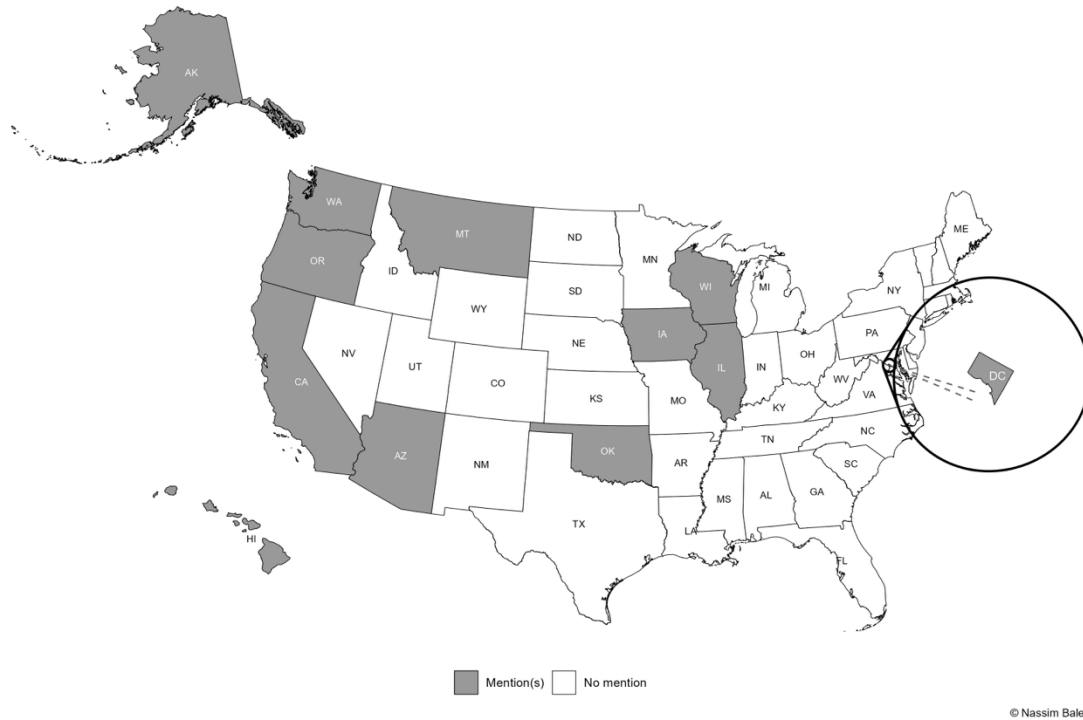 AK
WA
MT
ND
ME
OR
ID
MN
WI
MI
NY
SD
WY
IA
PA
NE
NV
UT
CO
IL
IN
OH
WV
DC
CA
KS
MO
KY
VA
NC
TN
AZ
NM
OK
AR
SC
MS
AL
GA
TX
LA
HI
FL
Mention(s)
No mention
© Nassim Bale